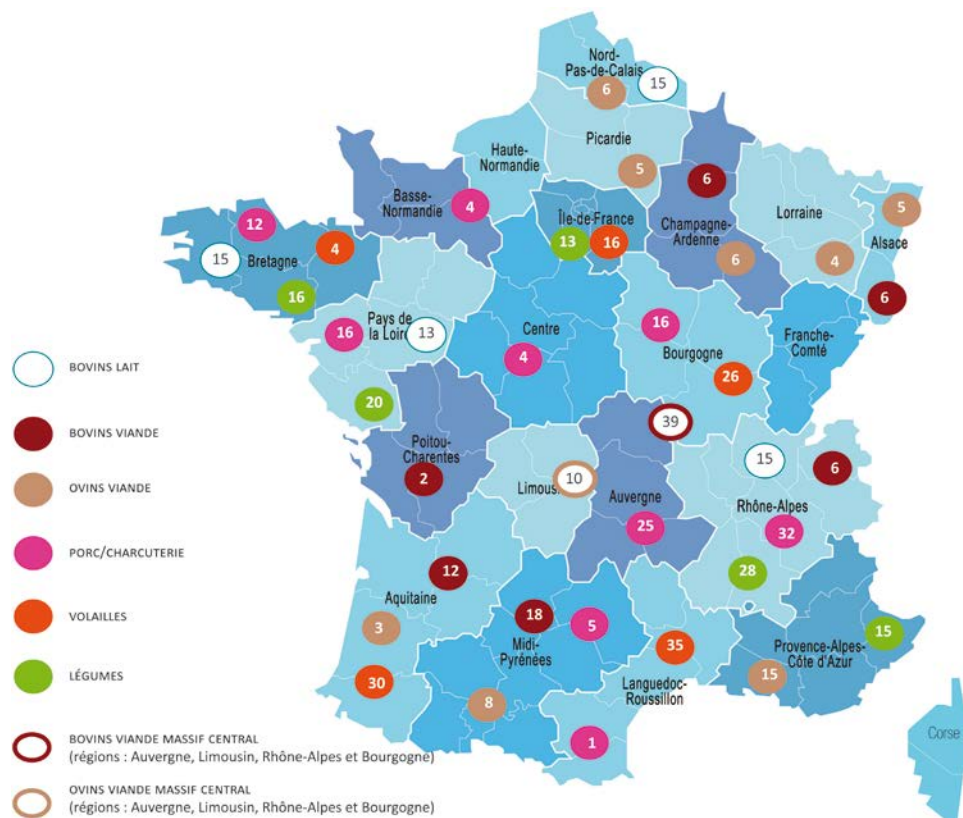 Nord-
Pas-de-Calais
15
6
Picardie
5
Haute-
Normandie
Basse-
Normandie
4
6
Champagne-
Ardenne
6
Lorraine
4
5
Alsace
6
Île-de-France
13
16
12
4
15
Bretagne
16
Pays de
la Loire
16
13
20
Centre
4
16
Bourgogne
26
Franche-
Comté
39
Poitou-
Charentes
2
Limousin
10
Auvergne
25
15
6
Rhône-Alpes
32
28
12
Aquitaine
3
30
18
5
Midi-
Pyrénées
8
35
Languedoc-
Roussillon
1
15
Provence-Alpes-
Côte d'Azur
15
Corse
BOVINS LAIT
BOVINS VIANDE
OVINS VIANDE
PORC/CHARCUTERIE
VOLAILLES
LÉGUMES
BOVINS VIANDE MASSIF CENTRAL
(régions : Auvergne, Limousin, Rhône-Alpes et Bourgogne)
OVINS VIANDE MASSIF CENTRAL
(régions : Auvergne, Limousin, Rhône-Alpes et Bourgogne)